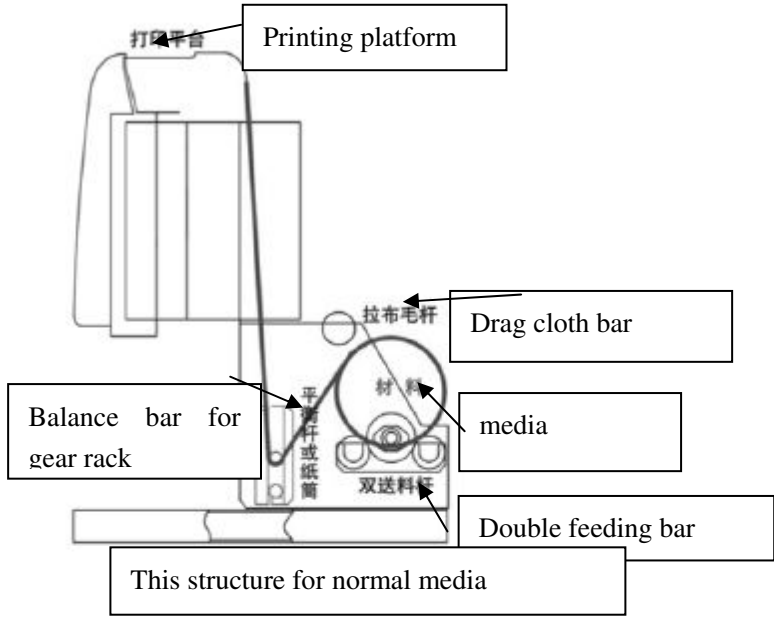 打印平台
Printing platform
拉布毛杆
Drag cloth bar
材料
平衡杆或纸筒
Balance bar for
gear rack
media
双送料杆
Double feeding bar
This structure for normal media